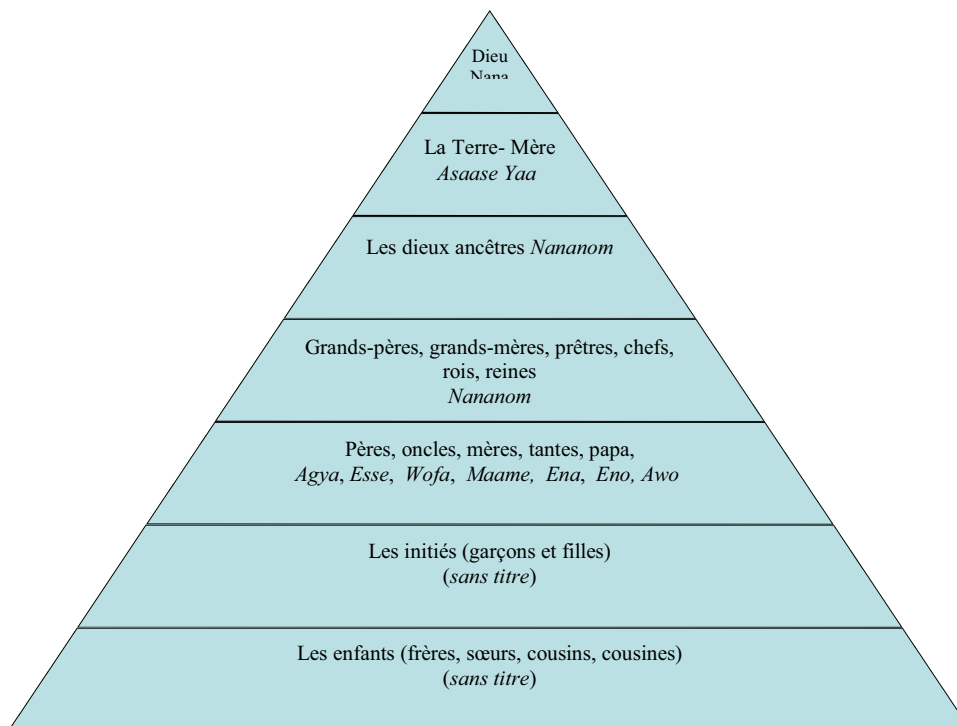 Dieu
Nana
La Terre- Mère
Asaase Yaa
Les dieux ancêtres Nananom
Grands-pères, grands-mères, prêtres, chefs,
rois, reines
Nananom
Pères, oncles, mères, tantes, papa,
Agya, Esse, Wofa, Maame, Ena, Eno, Awo
Les initiés (garçons et filles)
(sans titre)
Les enfants (frères, sœurs, cousins, cousines)
(sans titre)